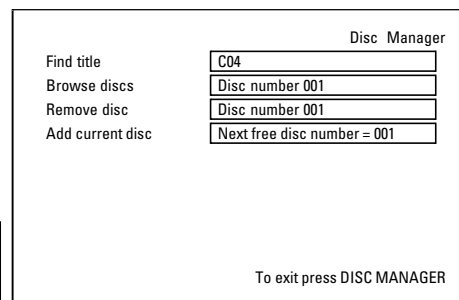 Disc Manager
Find title C04
Browse discs Disc number 001
Remove disc Disc number 001
Add current disc Next free disc number = 001
To exit press DISC MANAGER